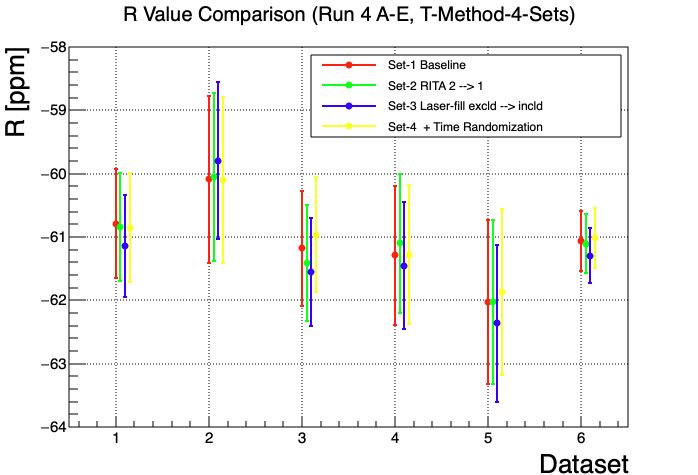 R Value Comparison (Run 4 A-E, T-Method-4-Sets)
R [ppm]
−58
−59
−60
−61
−62
−63
−64
Set-1 Baseline
Set-2 RITA 2 --> 1
Set-3 Laser-fill excld --> incld
Set-4 + Time Randomization
1 2 3 4 5 6
Dataset